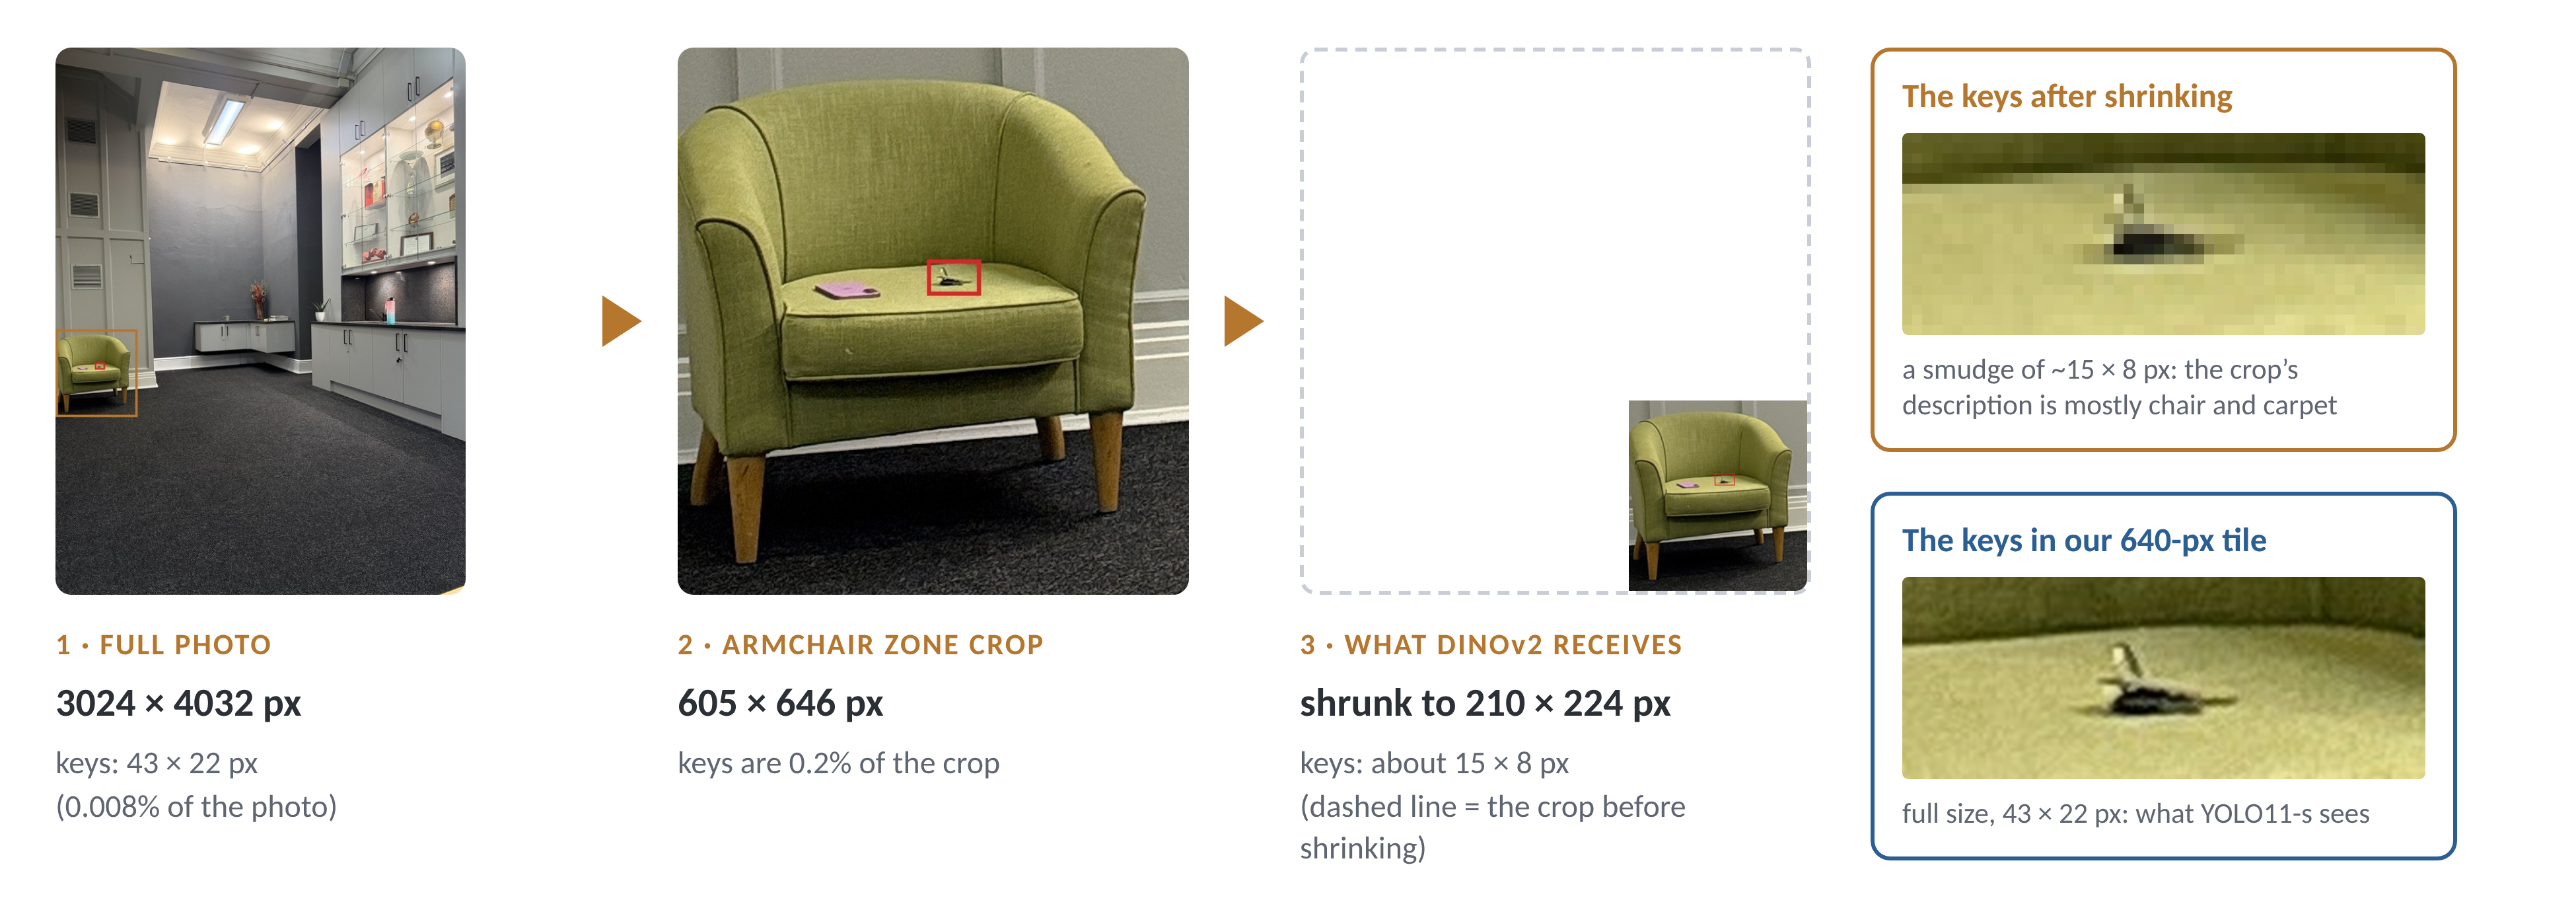 1 · FULL PHOTO
3024 × 4032 px
keys: 43 × 22 px
(0.008% of the photo)
2 · ARMCHAIR ZONE CROP
605 × 646 px
keys are 0.2% of the crop
3 · WHAT DINOv2 RECEIVES
shrunk to 210 × 224 px
keys: about 15 × 8 px
(dashed line = the crop before
shrinking)
The keys after shrinking
a smudge of ~15 × 8 px: the crop’s
description is mostly chair and carpet
The keys in our 640-px tile
full size, 43 × 22 px: what YOLO11-s sees